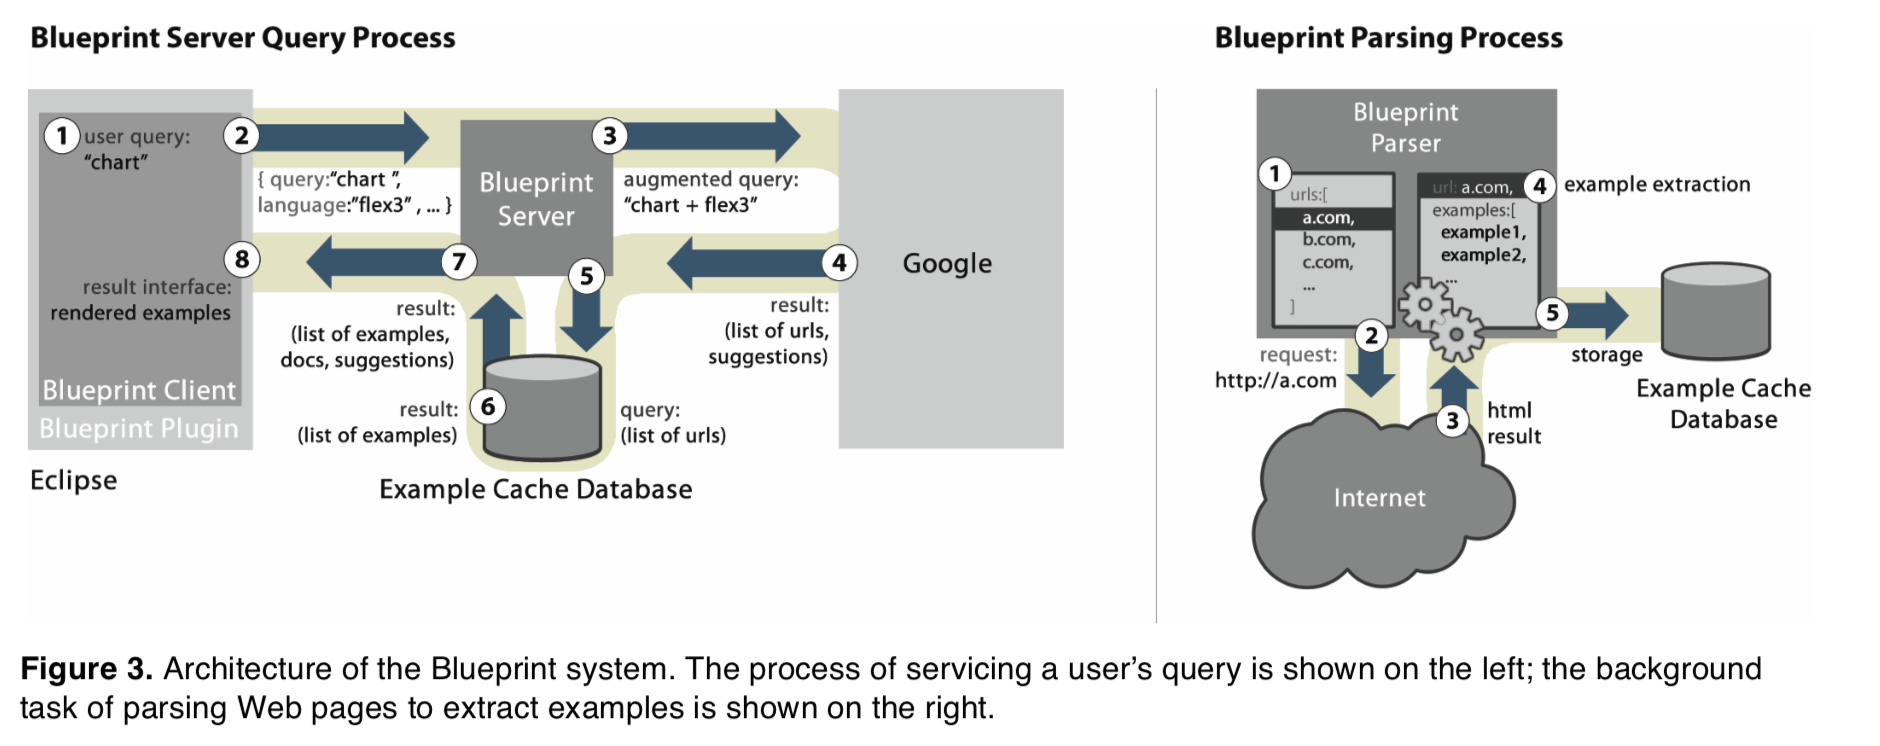 Blueprint Server Query Process
1 user query:
“chart”
2
{ query:“chart ”,
language:”flex3” , ... }
Blueprint
Server
3
augmented query:
“chart + flex3”
Google
4
result:
(list of urls,
suggestions)
5
query:
(list of urls)
6
result:
(list of examples)
Example Cache Database
7
result:
(list of examples,
docs, suggestions)
8
result interface:
rendered examples
Blueprint Client
Blueprint Plugin
Eclipse
Blueprint Parsing Process
Blueprint
Parser
1
urls:[
a.com,
b.com,
c.com,
...
]
2
request:
http://a.com
Internet
3
html
result
url: a.com,
examples:[
example1,
example2,
...
4 example extraction
5
storage
Example Cache
Database
Figure 3. Architecture of the Blueprint system. The process of servicing a user’s query is shown on the left; the background
task of parsing Web pages to extract examples is shown on the right.